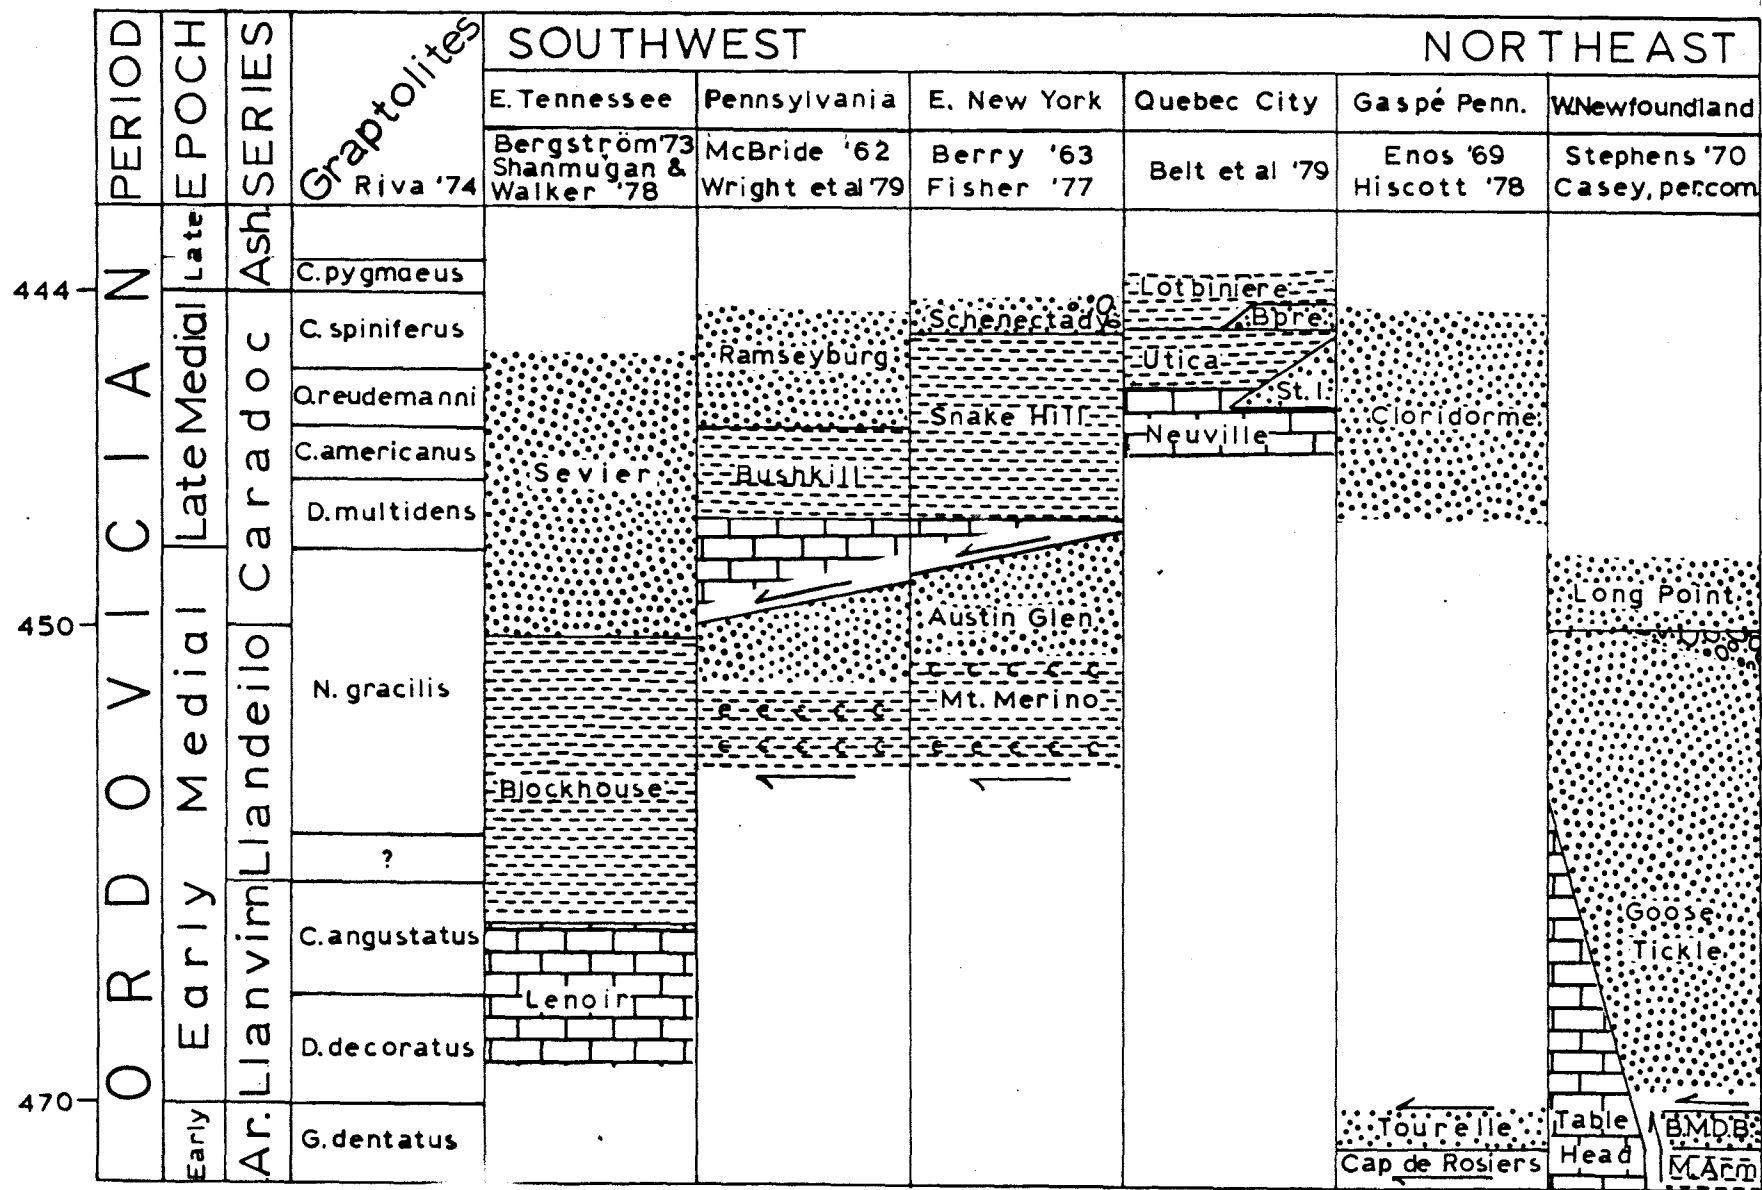 SOUTHWEST NORTHEAST
PERIOD
EPOCH
SERIES
Graptolites
Riva '74
E. Tennessee
Pennsylvania
E. New York
Quebec City
Gaspé Penn.
W.Newfoundland
Bergström'73
Shanmugan &
Walker '78
McBride '62
Wright et al '79
Berry '63
Fisher '77
Belt et al '79
Enos '69
Hiscott '78
Stephens '70
Casey, per.com.
444
450
470
ORDOVICIAN
Late
Late Medial
Early Medial
Early
Ash.
Caradoc
Llandeilo
Llanvirn
Ar.
C. pygmaeus
C. spiniferus
O.reudemanni
C.americanus
D. multidens
N. gracilis
?
C. angustatus
D.decoratus
G. dentatus
Sevier
Blockhouse
Lenoir
Ramseyburg
Bushkill
Schenectady
Snake Hill
Austin Glen
Mt. Merino
Lotbiniere
Bpre
Utica
St. I.
Neuville
Cloridorme
Tourelle
Cap de Rosiers
Long Point
Goose
Tickle
Table
Head
B.M.D.B.
M.Arm